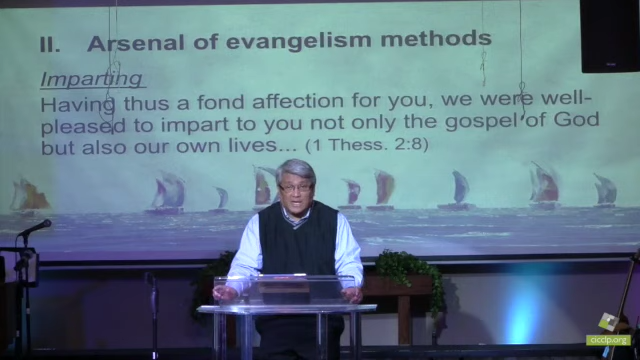 II. Arsenal of evangelism methods
Imparting
Having thus a fond affection for you, we were well-
pleased to impart to you not only the gospel of God
but also our own lives... (1 Thess. 2:8)
cicclp.org